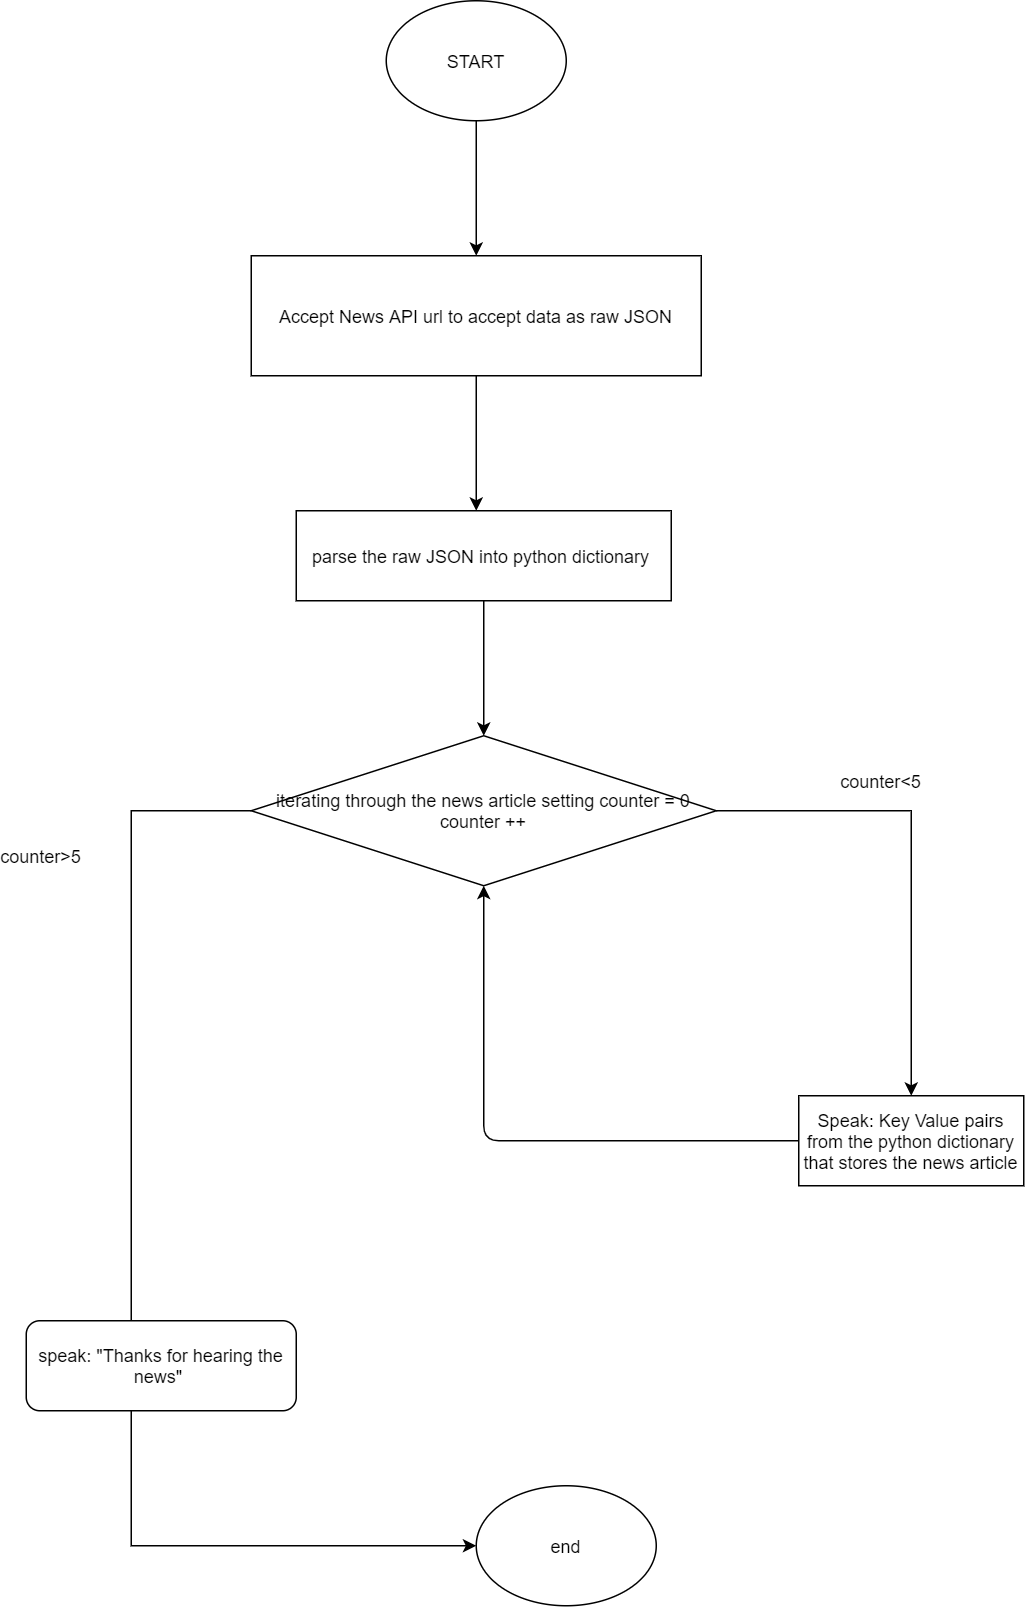 START
Accept News API url to accept data as raw JSON
parse the raw JSON into python dictionary
counter<5
iterating through the news article setting counter = 0
counter ++
counter>5
Speak: Key Value pairs
from the python dictionary
that stores the news article
speak: "Thanks for hearing the
news"
end